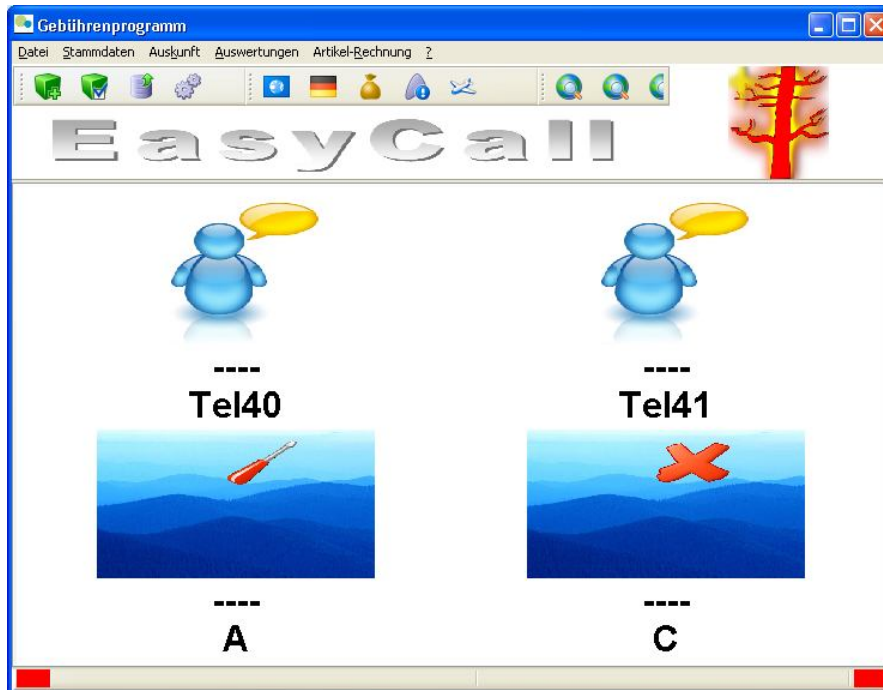 Gebührenprogramm
Datei Stammdaten Auskunft Auswertungen Artikel-Rechnung ?
EasyCall
---- ----
Tel40 Tel41
---- ----
A C